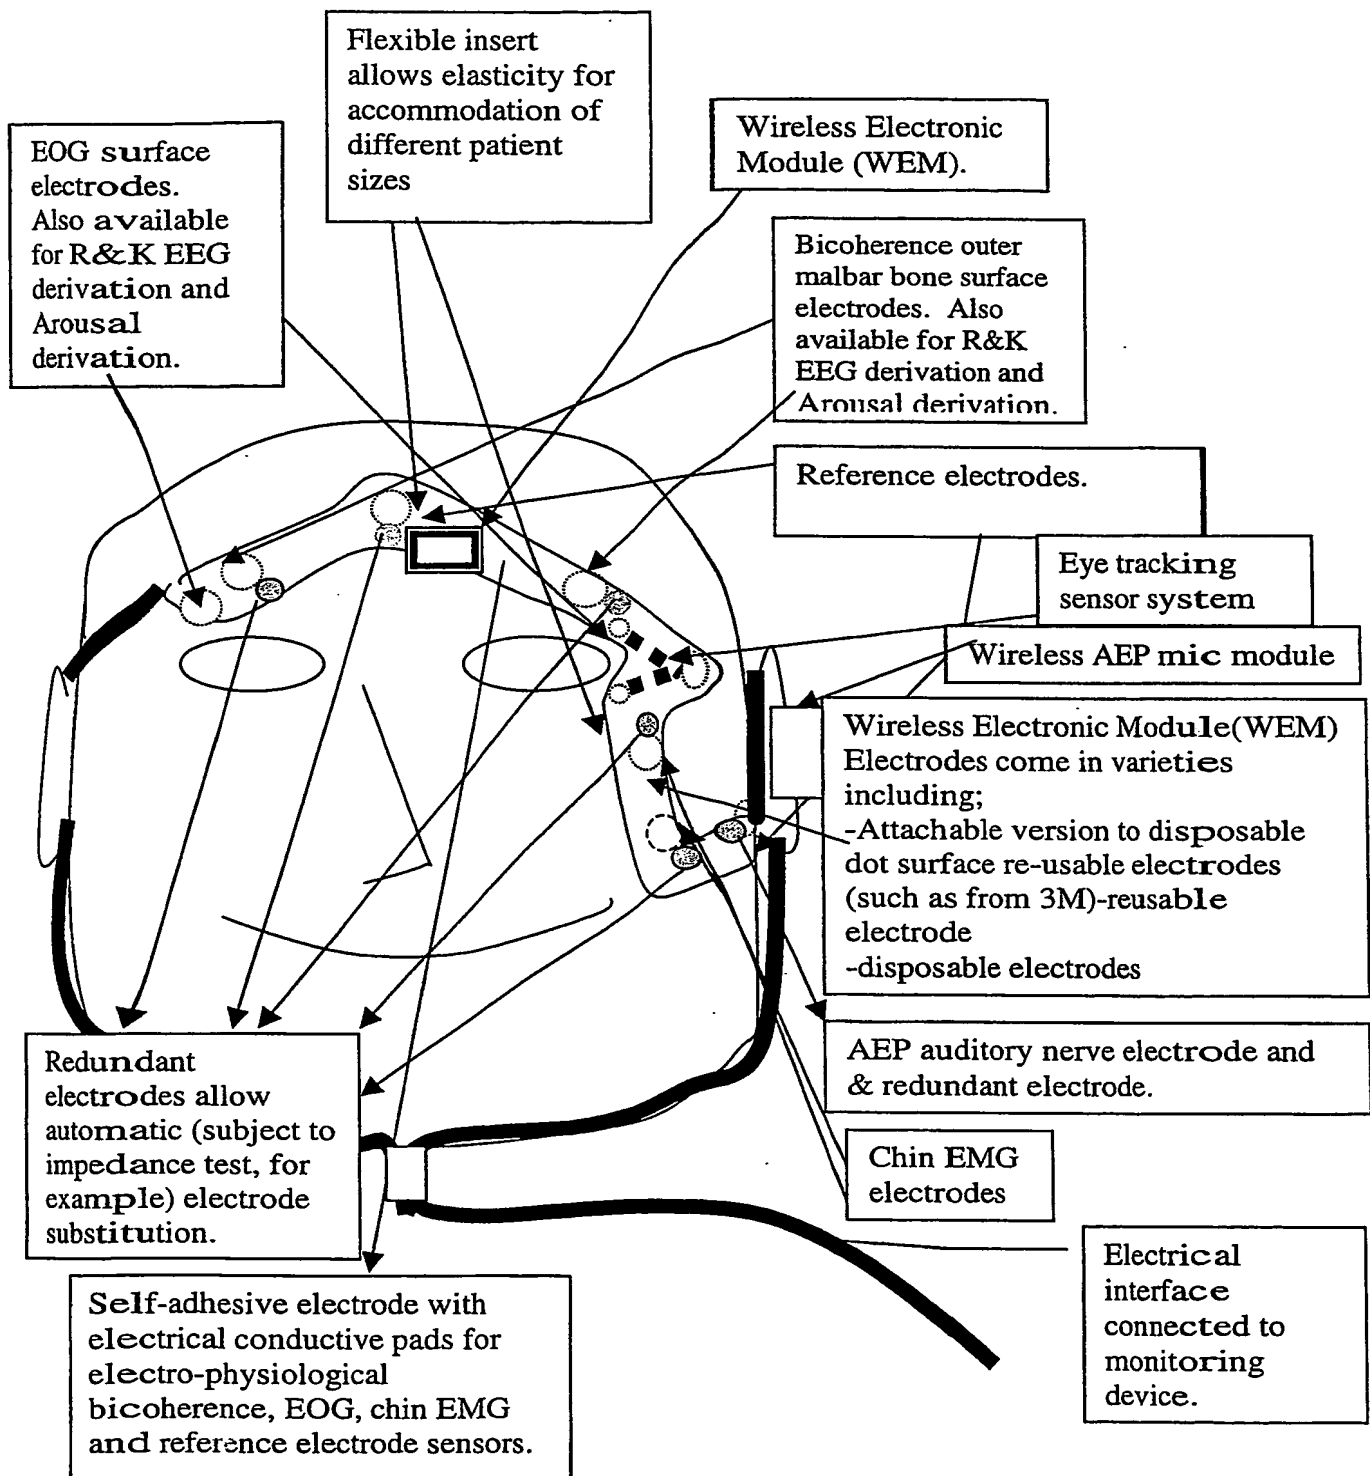 Flexible insert
allows elasticity for
accommodation of
different patient
sizes
Wireless Electronic
Module (WEM).
EOG surface
electrodes.
Also available
for R&K EEG
derivation and
Arousal
derivation.
Bicoherence outer
malbar bone surface
electrodes. Also
available for R&K
EEG derivation and
Arousal derivation.
Reference electrodes.
Eye tracking
sensor system
Wireless AEP mic module
Wireless Electronic Module(WEM)
Electrodes come in varieties
including;
-Attachable version to disposable
dot surface re-usable electrodes
(such as from 3M)-reusable
electrode
-disposable electrodes
AEP auditory nerve electrode and
& redundant electrode.
Redundant
electrodes allow
automatic (subject to
impedance test, for
example) electrode
substitution.
Chin EMG
electrodes
Electrical
interface
connected to
monitoring
device.
Self-adhesive electrode with
electrical conductive pads for
electro-physiological
bicoherence, EOG, chin EMG
and reference electrode sensors.